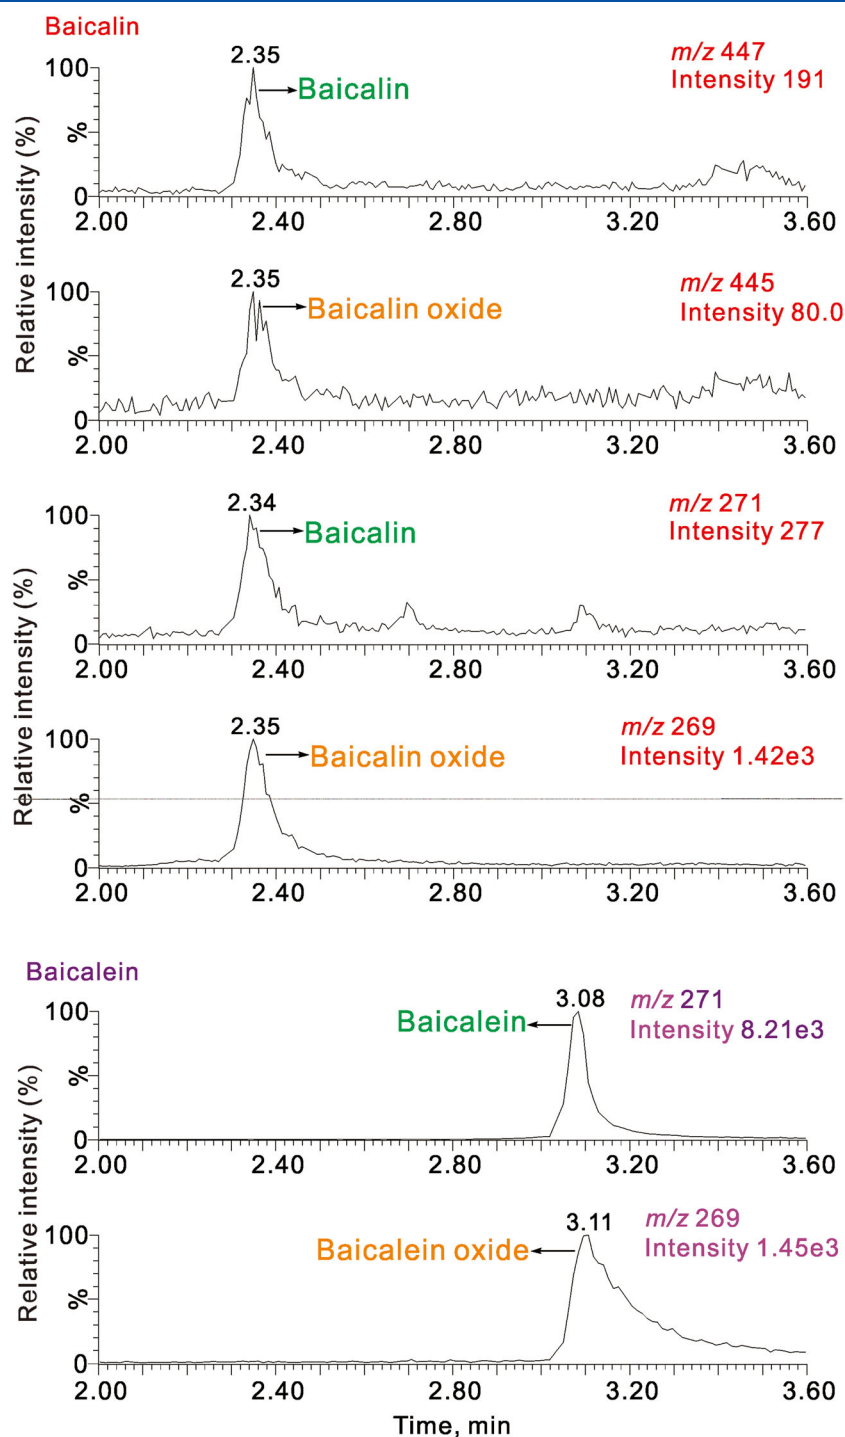 Baicalin
2.35
m/z 447
100
Baicalin
Intensity 191
%
0
2.00 2.40 2.80 3.20 3.60
Relative intensity (%)
2.35
m/z 445
100
Baicalin oxide
Intensity 80.0
%
0
2.00 2.40 2.80 3.20 3.60
2.34
m/z 271
100
Baicalin
Intensity 277
%
0
2.00 2.40 2.80 3.20 3.60
Relative intensity (%)
2.35
m/z 269
100
Baicalin oxide
Intensity 1.42e3
%
0
2.00 2.40 2.80 3.20 3.60
Baicalein
3.08
m/z 271
100
Baicalein
Intensity 8.21e3
%
0
2.00 2.40 2.80 3.20 3.60
Relative intensity (%)
3.11
m/z 269
100
Baicalein oxide
Intensity 1.45e3
%
0
2.00 2.40 2.80 3.20 3.60
Time, min